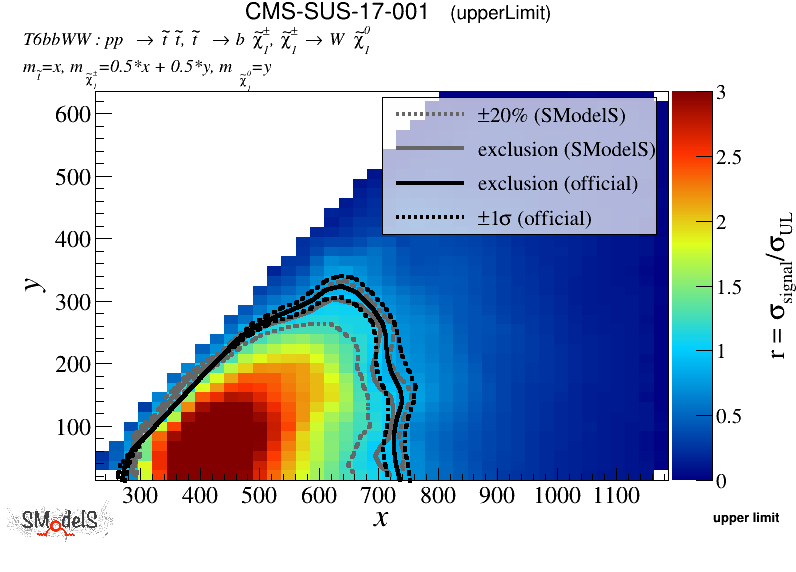 CMS-SUS-17-001 (upperLimit)
T6bbWW : pp → t̃ t̃, t̃ → b χ̃₁±, χ̃₁± → W χ̃₁⁰
m_t̃=x, m_χ̃₁±=0.5*x + 0.5*y, m_χ̃₁⁰=y
±20% (SModelS)
exclusion (SModelS)
exclusion (official)
±1σ (official)
600
500
400
300
200
100
y
300 400 500 600 700 800 900 1000 1100
x
3
2.5
2
1.5
1
0.5
0
r = σ_signal/σ_UL
SModelS
upper limit